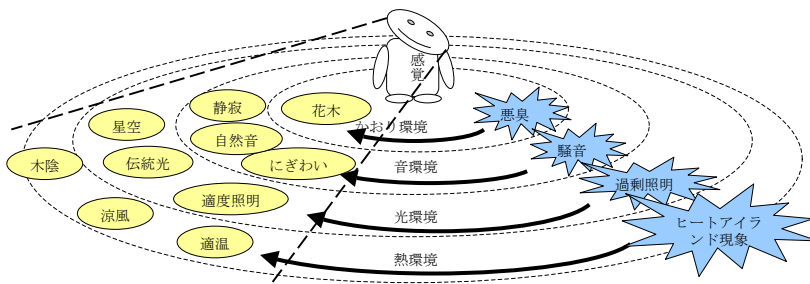 感覚
静寂
花木
悪臭
星空
自然音
かおり環境
騒音
木陰
伝統光
にぎわい
音環境
過剰照明
適度照明
涼風
光環境
ヒートアイラ
ンド現象
適温
熱環境